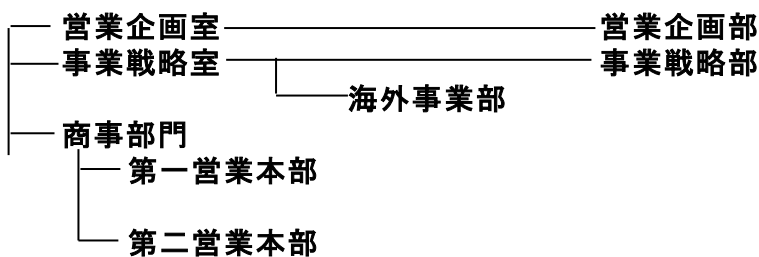 営業企画室 営業企画部
事業戦略室 事業戦略部
海外事業部
商事部門
第一営業本部
第二営業本部